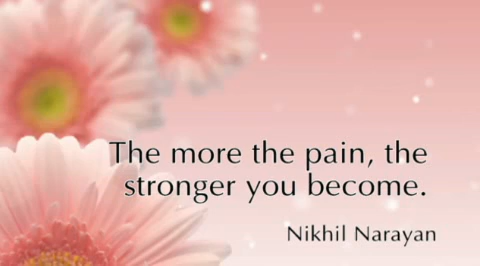 The more the pain, the
stronger you become.
Nikhil Narayan